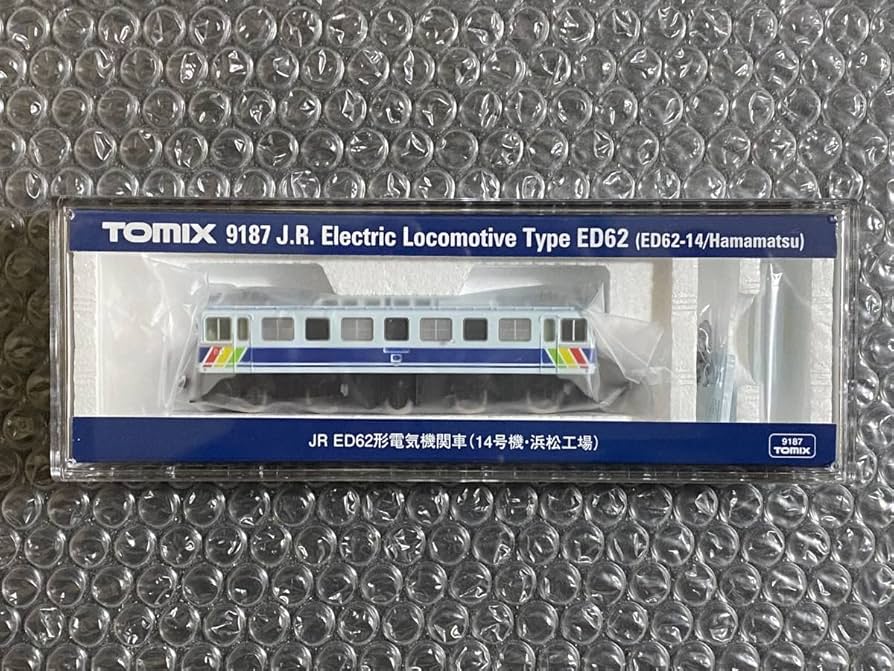 TOMIX 9187 J.R. Electric Locomotive Type ED62 (ED62-14/Hamamatsu)
JR ED62形電気機関車(14号機・浜松工場)
9187
TOMIX